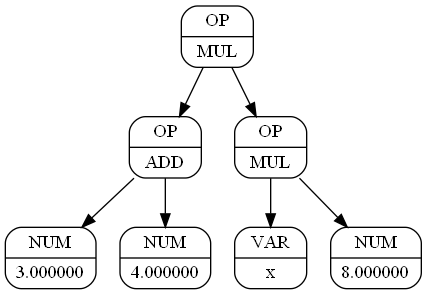 OP
MUL
OP
ADD
OP
MUL
NUM
3.000000
NUM
4.000000
VAR
x
NUM
8.000000